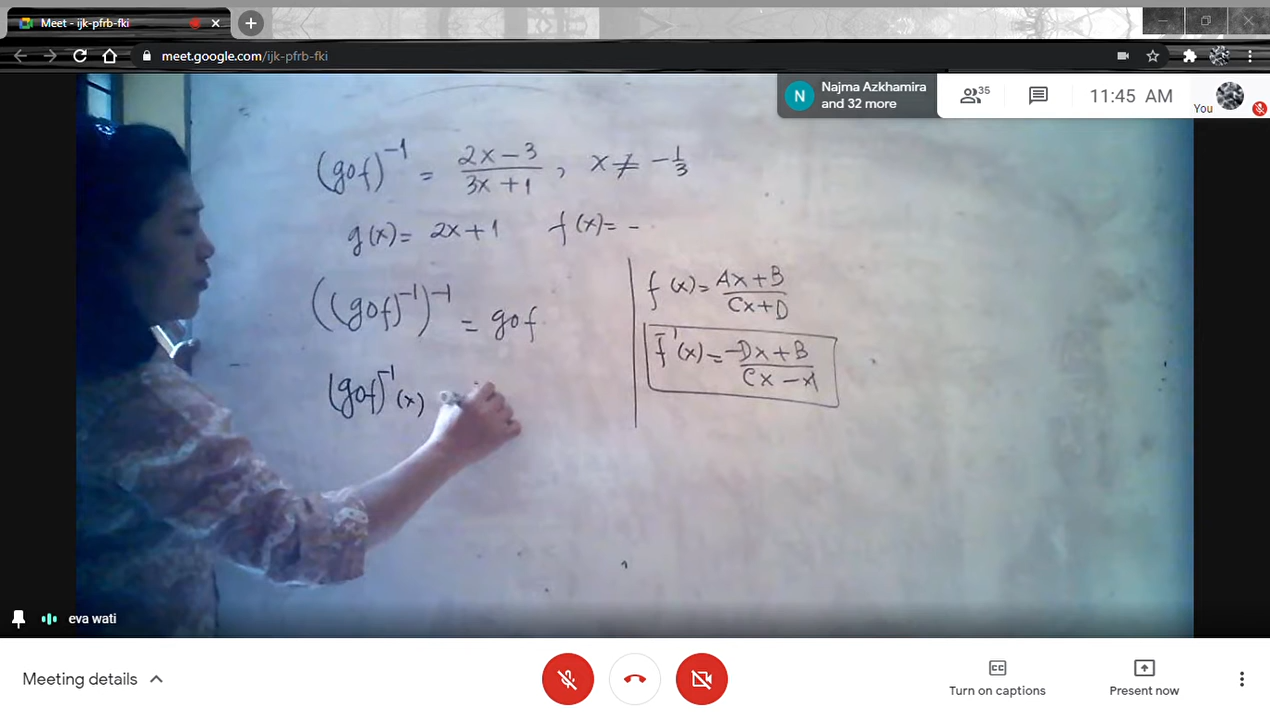 Meet - ijk-pfrb-fki
meet.google.com/ijk-pfrb-fki
N Najma Azkhamira
and 32 more
35
11:45 AM
You
(gof)⁻¹ = (2x - 3)/(3x + 1), x ≠ -1/3
g(x) = 2x + 1 f(x) = -
((gof)⁻¹)⁻¹ = gof
(gof)⁻¹(x)
f(x) = (Ax + B)/(Cx + D)
f⁻¹(x) = (-Dx + B)/(Cx - A)
eva wati
Meeting details
CC
Turn on captions
Present now